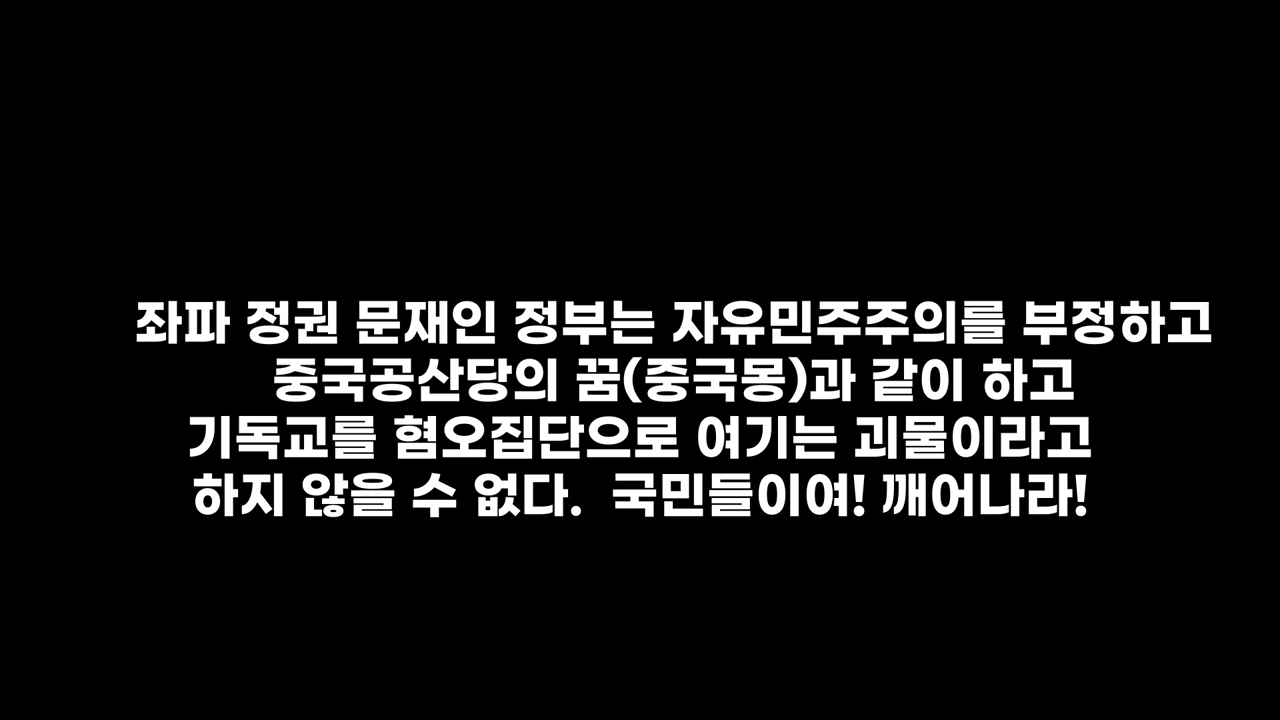 좌파 정권 문재인 정부는 자유민주주의를 부정하고
중국공산당의 꿈(중국몽)과 같이 하고
기독교를 혐오집단으로 여기는 괴물이라고
하지 않을 수 없다. 국민들이여! 깨어나라!